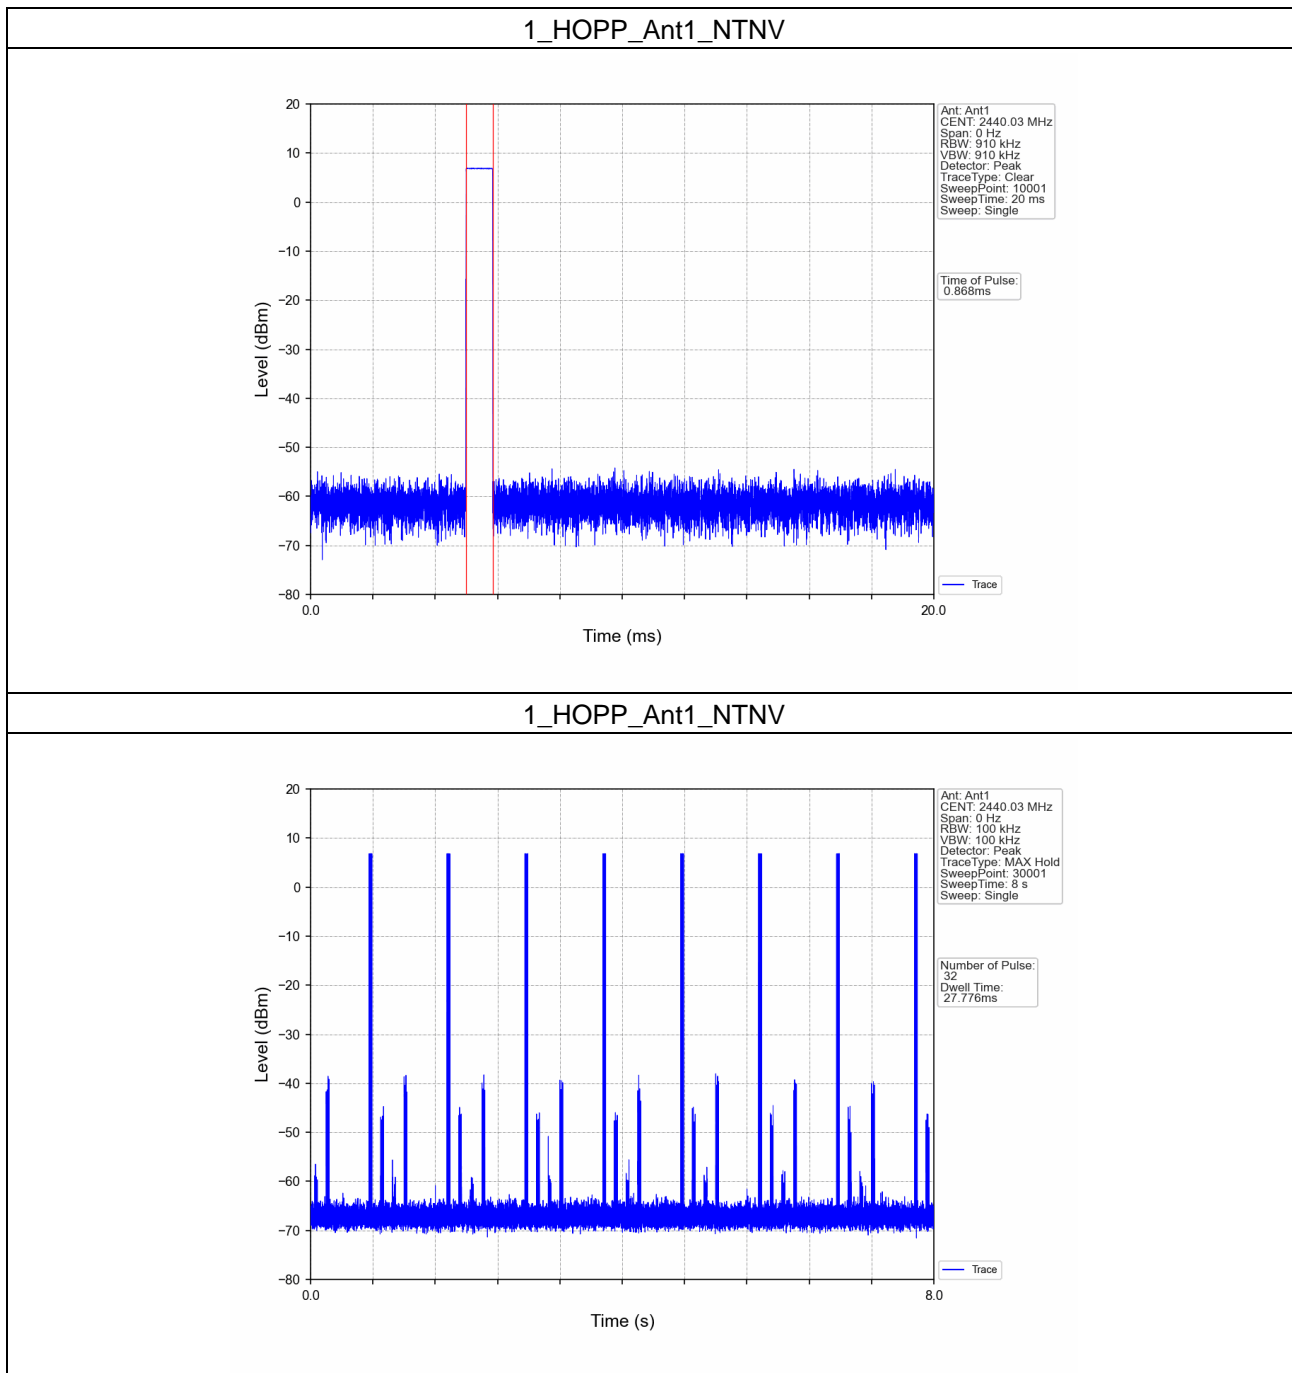 1_HOPP_Ant1_NTNV
20
10
0
−10
−20
−30
−40
−50
−60
−70
−80
Level (dBm)
0.0
20.0
Time (ms)
Ant: Ant1
CENT: 2440.03 MHz
Span: 0 Hz
RBW: 910 kHz
VBW: 910 kHz
Detector: Peak
TraceType: Clear
SweepPoint: 10001
SweepTime: 20 ms
Sweep: Single
Time of Pulse:
0.868ms
Trace
1_HOPP_Ant1_NTNV
20
10
0
−10
−20
−30
−40
−50
−60
−70
−80
Level (dBm)
0.0
8.0
Time (s)
Ant: Ant1
CENT: 2440.03 MHz
Span: 0 Hz
RBW: 100 kHz
VBW: 100 kHz
Detector: Peak
TraceType: MAX Hold
SweepPoint: 30001
SweepTime: 8 s
Sweep: Single
Number of Pulse:
32
Dwell Time:
27.776ms
Trace